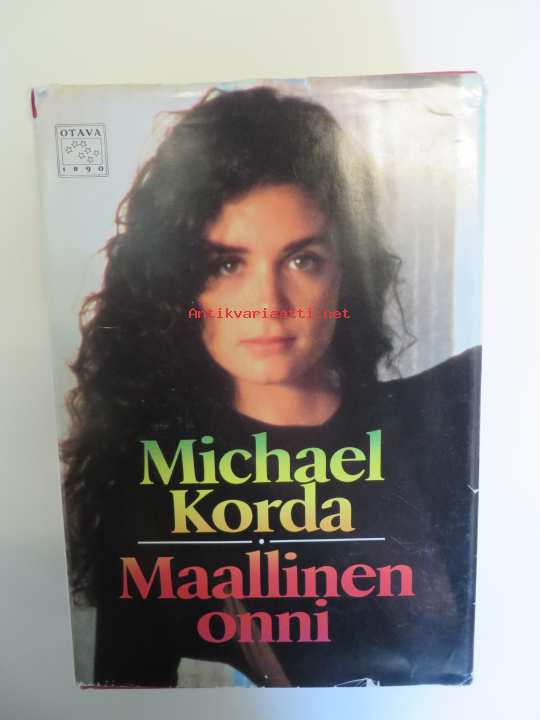 OTAVA
1890
Antikvariaatti.net
Michael
Korda
Maallinen
onni